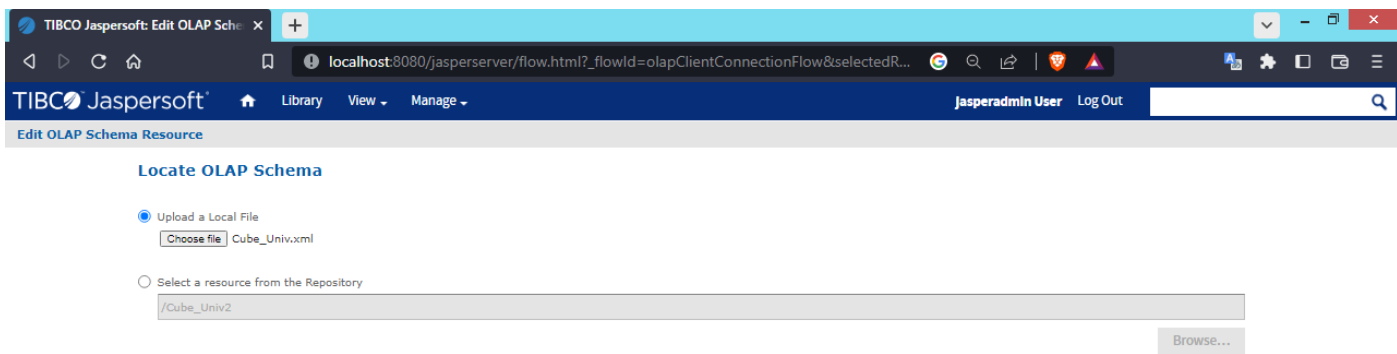 TIBCO Jaspersoft: Edit OLAP Sche
localhost:8080/jasperserver/flow.html?_flowId=olapClientConnectionFlow&selectedR...
TIBCO Jaspersoft Library View Manage jasperadmin User Log Out
Edit OLAP Schema Resource
Locate OLAP Schema
Upload a Local File
Choose file Cube_Univ.xml
Select a resource from the Repository
/Cube_Univ2
Browse...